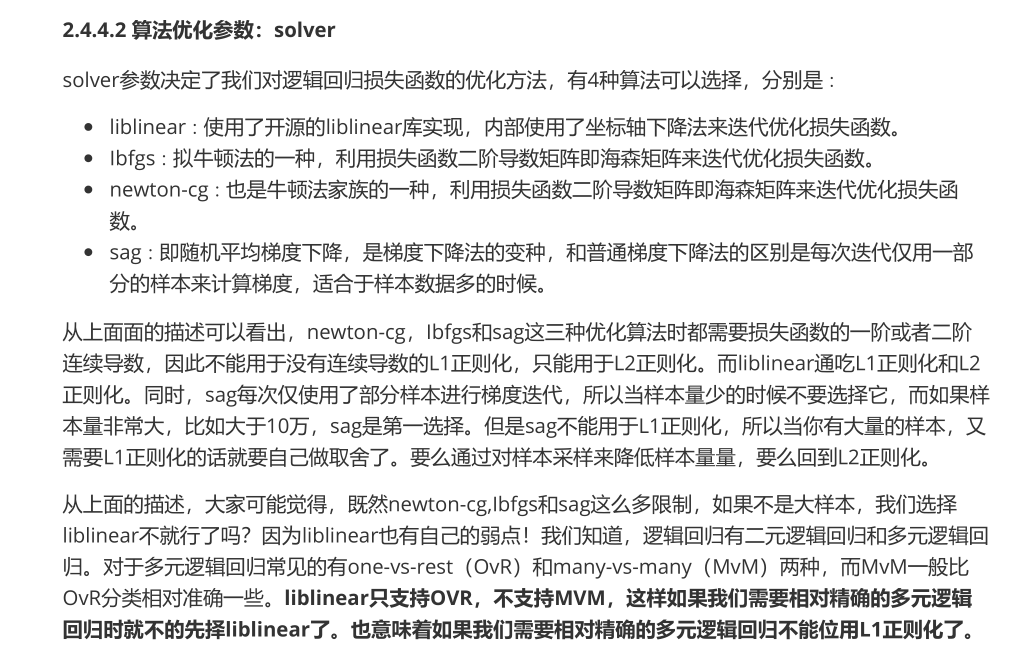 2.4.4.2 算法优化参数：solver
solver参数决定了我们对逻辑回归损失函数的优化方法，有4种算法可以选择，分别是：
• liblinear：使用了开源的liblinear库实现，内部使用了坐标轴下降法来迭代优化损失函数。
• lbfgs：拟牛顿法的一种，利用损失函数二阶导数矩阵即海森矩阵来迭代优化损失函数。
• newton-cg：也是牛顿法家族的一种，利用损失函数二阶导数矩阵即海森矩阵来迭代优化损失函
数。
• sag：即随机平均梯度下降，是梯度下降法的变种，和普通梯度下降法的区别是每次迭代仅用一部
分的样本来计算梯度，适合于样本数据多的时候。
从上面面的描述可以看出，newton-cg，lbfgs和sag这三种优化算法时都需要损失函数的一阶或者二阶
连续导数，因此不能用于没有连续导数的L1正则化，只能用于L2正则化。而liblinear通吃L1正则化和L2
正则化。同时，sag每次仅使用了部分样本进行梯度迭代，所以当样本量少的时候不要选择它，而如果样
本量非常大，比如大于10万，sag是第一选择。但是sag不能用于L1正则化，所以当你有大量的样本，又
需要L1正则化的话就要自己做取舍了。要么通过对样本采样来降低样本量量，要么回到L2正则化。
从上面的描述，大家可能觉得，既然newton-cg,lbfgs和sag这么多限制，如果不是大样本，我们选择
liblinear不就行了吗？因为liblinear也有自己的弱点！我们知道，逻辑回归有二元逻辑回归和多元逻辑回
归。对于多元逻辑回归常见的有one-vs-rest（OvR）和many-vs-many（MvM）两种，而MvM一般比
OvR分类相对准确一些。liblinear只支持OVR，不支持MVM，这样如果我们需要相对精确的多元逻辑
回归时就不的先择liblinear了。也意味着如果我们需要相对精确的多元逻辑回归不能位用L1正则化了。